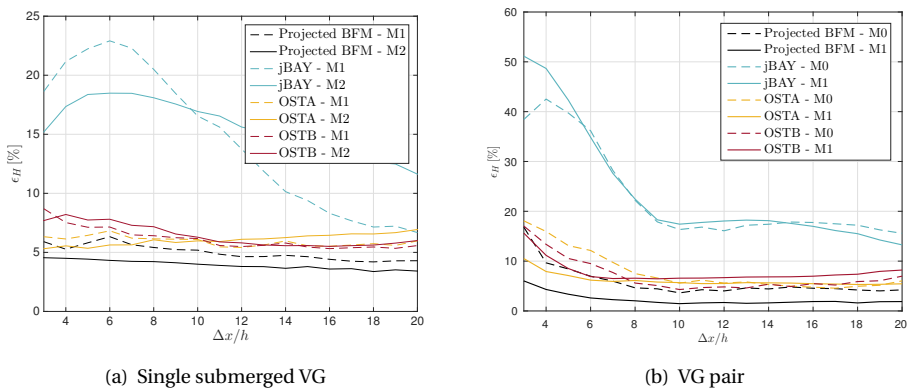 25
20
15
10
5
0
ϵH [%]
4 6 8 10 12 14 16 18 20
Δx/h
Projected BFM - M1
Projected BFM - M2
jBAY - M1
jBAY - M2
OSTA - M1
OSTA - M2
OSTB - M1
OSTB - M2
(a) Single submerged VG
60
50
40
30
20
10
0
ϵH [%]
4 6 8 10 12 14 16 18 20
Δx/h
Projected BFM - M0
Projected BFM - M1
jBAY - M0
jBAY - M1
OSTA - M0
OSTA - M1
OSTB - M0
OSTB - M1
(b) VG pair